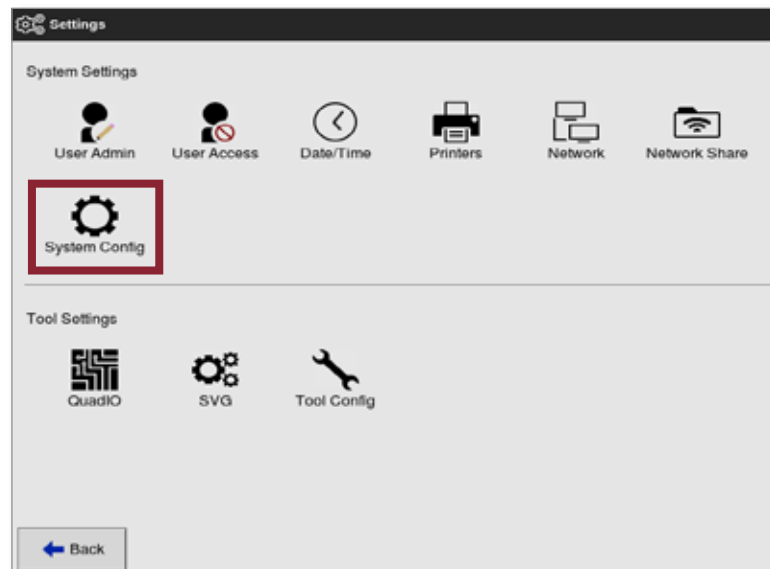 Settings
System Settings
User Admin User Access Date/Time Printers Network Network Share
System Config
Tool Settings
QuadIO SVG Tool Config
Back